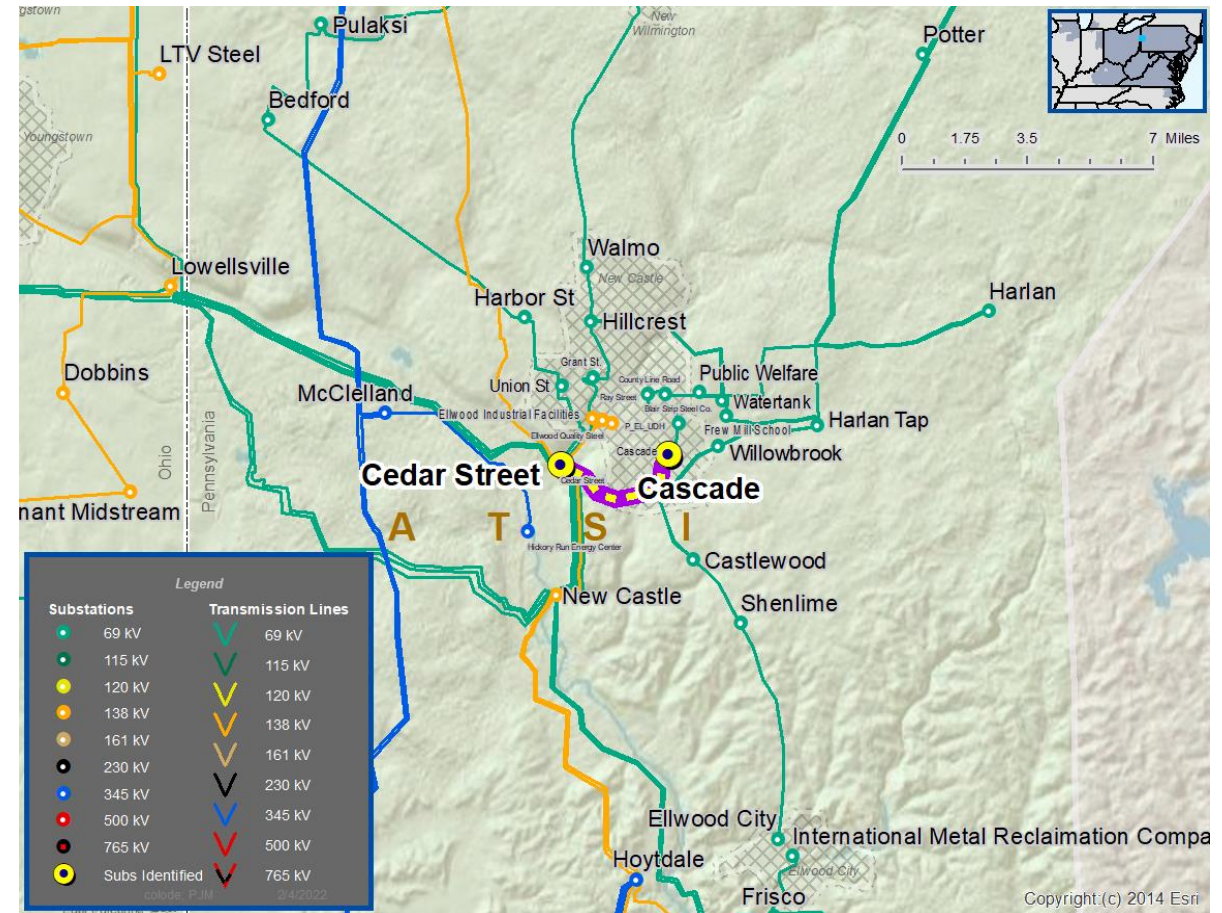 gstown
Pulaksi
New
Wilmington
Potter
LTV Steel
Bedford
Youngstown
0 1.75 3.5 7 Miles
Walmo
New Castle
Lowellsville
Harbor St
Hillcrest
Harlan
Grant St.
Dobbins
Union St
County Line Road
Public Welfare
McClelland
Ray Street
Watertank
Ellwood Industrial Facilities
Blair Strip Steel Co.
P_EL_UDH
Harlan Tap
Ellwood Quality Steel
Frew Mill School
Ohio
Pennsylvania
Cascade
Willowbrook
Cedar Street
Cedar Street
Cascade
nant Midstream
A T S I
Hickory Run Energy Center
Castlewood
New Castle
Shenlime
Legend
Substations Transmission Lines
69 kV 69 kV
115 kV 115 kV
120 kV 120 kV
138 kV 138 kV
161 kV 161 kV
230 kV 230 kV
345 kV 345 kV
500 kV 500 kV
765 kV 765 kV
Subs Identified
colode, PJM 2/4/2022
Ellwood City
International Metal Reclaimation Compa
Hoytdale
Ellwood City
Frisco
Copyright:(c) 2014 Esri